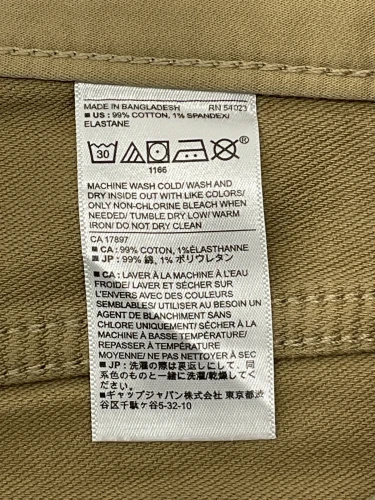 MADE IN BANGLADESH RN 54023
■ US : 99% COTTON, 1% SPANDEX/
ELASTANE
30
®
1166
MACHINE WASH COLD/ WASH AND
DRY INSIDE OUT WITH LIKE COLORS/
ONLY NON-CHLORINE BLEACH WHEN
NEEDED/ TUMBLE DRY LOW/ WARM
IRON/ DO NOT DRY CLEAN
CA 17897
■ CA : 99% COTTON, 1% ÉLASTHANNE
■ JP : 99% 綿, 1% ポリウレタン
■ CA : LAVER À LA MACHINE À L'EAU
FROIDE/ LAVER ET SÉCHER SUR
L'ENVERS AVEC DES COULEURS
SEMBLABLES/ UTILISER AU BESOIN UN
AGENT DE BLANCHIMENT SANS
CHLORE UNIQUEMENT/ SÉCHER À LA
MACHINE À BASSE TEMPÉRATURE/
REPASSER À TEMPÉRATURE
MOYENNE/ NE PAS NETTOYER À SEC
■ JP : 洗濯の際は裏返しにして、同
系色のものと一緒に洗濯してくださ
い。
■ ギャップジャパン株式会社 東京都渋
谷区千駄ヶ谷5-32-10